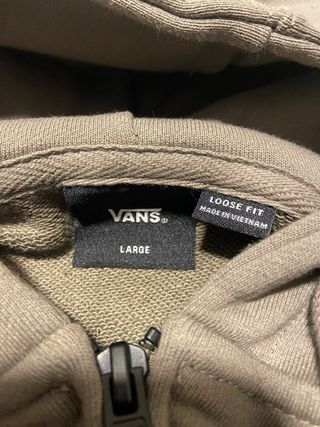 VANS®
LARGE
LOOSE FIT
MADE IN VIETNAM